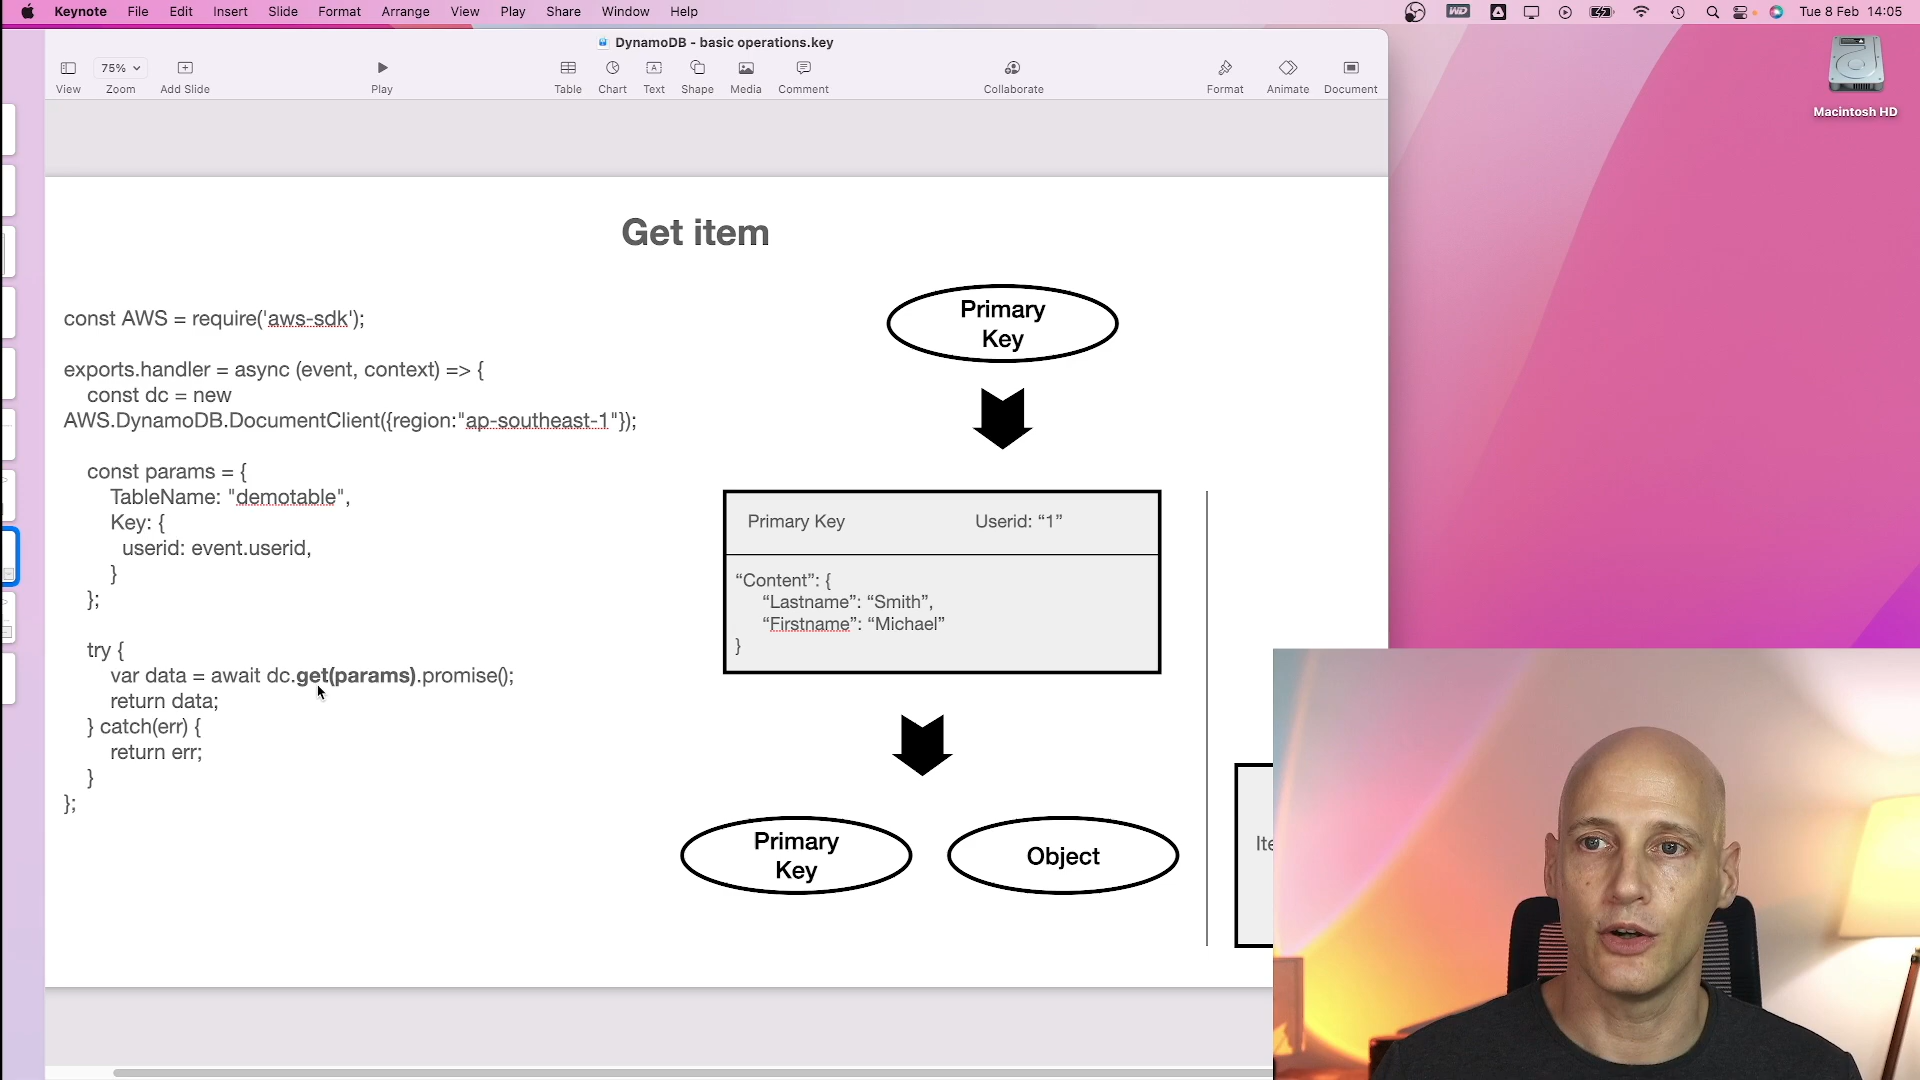 Keynote File Edit Insert Slide Format Arrange View Play Share Window Help
Tue 8 Feb 14:05
DynamoDB - basic operations.key
75%
View Zoom Add Slide Play Table Chart Text Shape Media Comment Collaborate Format Animate Document
Macintosh HD
Get item
const AWS = require('aws-sdk');
exports.handler = async (event, context) => {
const dc = new
AWS.DynamoDB.DocumentClient({region:"ap-southeast-1"});
const params = {
TableName: "demotable",
Key: {
userid: event.userid,
}
};
try {
var data = await dc.get(params).promise();
return data;
} catch(err) {
return err;
}
};
Primary
Key
Primary Key Userid: “1”
“Content”: {
“Lastname”: “Smith”,
“Firstname”: “Michael”
}
Primary
Key
Object